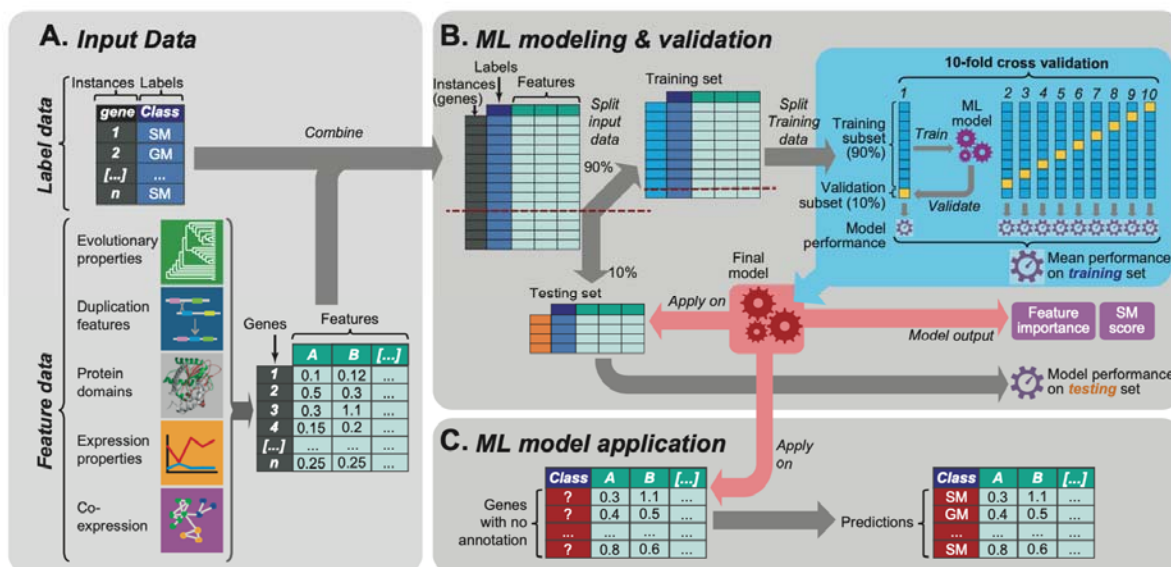 A. Input Data
Label data
Instances Labels
gene Class
1 SM
2 GM
[...] ...
n SM
Combine
Feature data
Evolutionary
properties
Duplication
features
Protein
domains
Expression
properties
Co-
expression
Genes
Features
A B [...]
1 0.1 0.12 ...
2 0.5 0.3 ...
3 0.3 1.1 ...
4 0.15 0.2 ...
[...] ... ... ...
n 0.25 0.25 ...
B. ML modeling & validation
Labels
Instances
(genes)
Features
Split
input
data
90%
10%
Training set
Split
Training
data
Testing set
10-fold cross validation
1 2 3 4 5 6 7 8 9 10
Training
subset
(90%)
Train
ML
model
Validation
subset (10%)
Validate
Model
performance
Mean performance
on training set
Final
model
Apply on
Model output
Feature
importance
SM
score
Model performance
on testing set
C. ML model application
Apply
on
Genes
with no
annotation
Class A B [...]
? 0.3 1.1 ...
? 0.4 0.5 ...
... ... ... ...
? 0.8 0.6 ...
Predictions
Class A B [...]
SM 0.3 1.1 ...
GM 0.4 0.5 ...
... ... ... ...
SM 0.8 0.6 ...